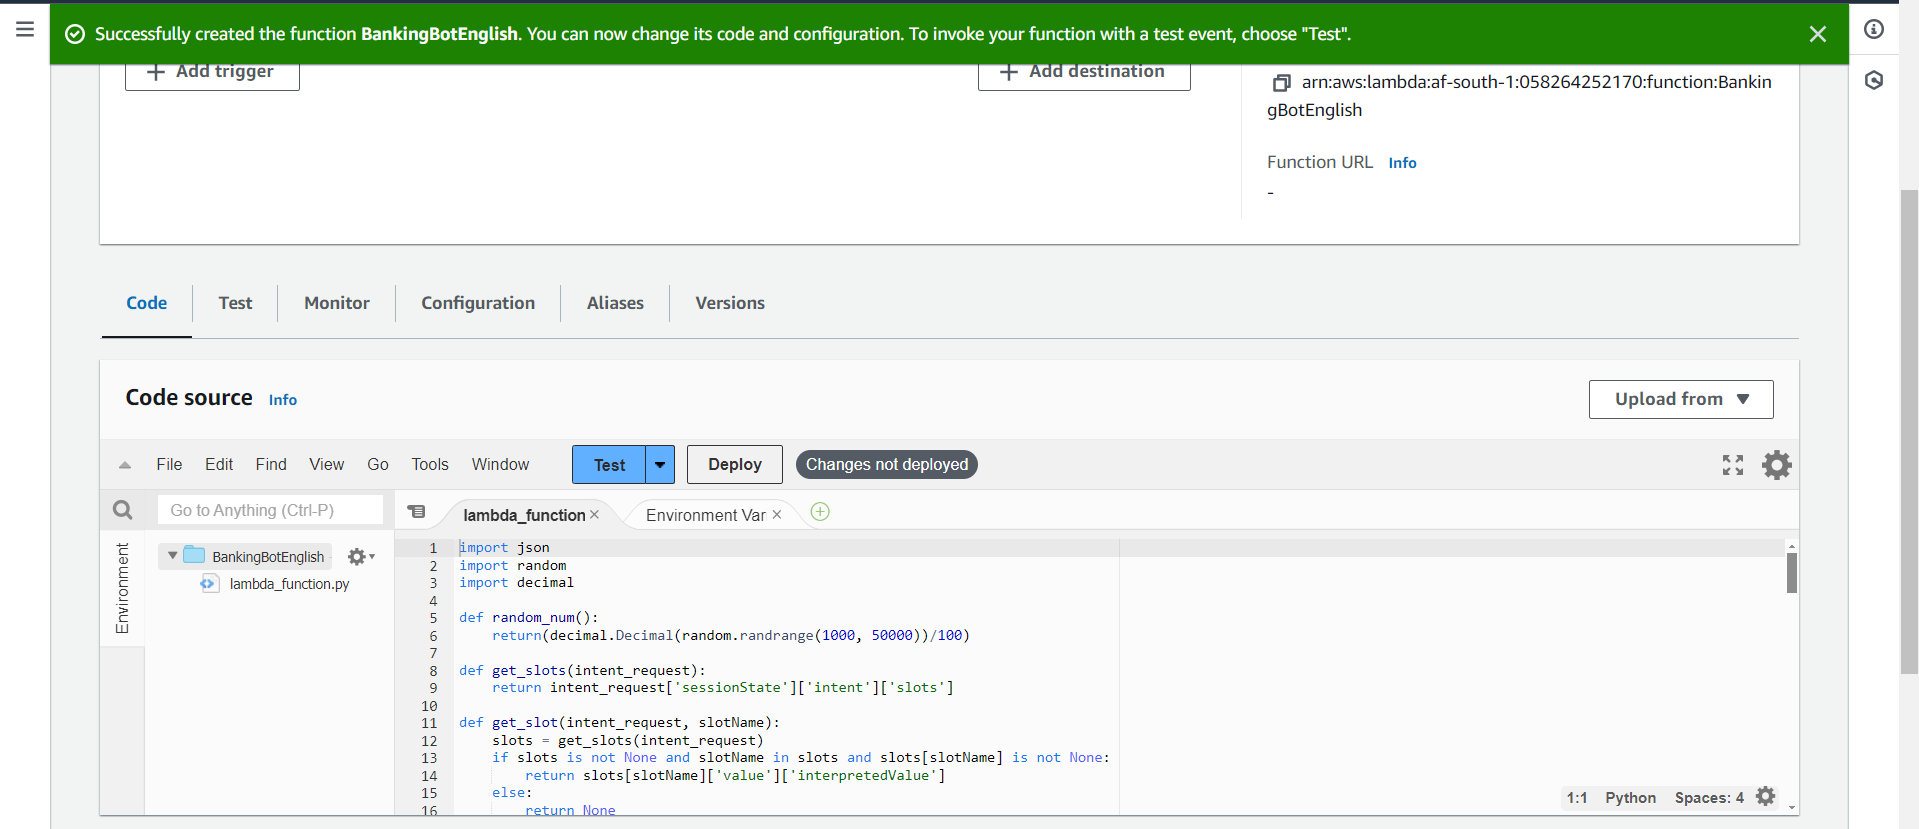 Successfully created the function BankingBotEnglish. You can now change its code and configuration. To invoke your function with a test event, choose "Test".
Add trigger
Add destination
arn:aws:lambda:af-south-1:058264252170:function:Bankin
gBotEnglish
Function URL Info
-
Code Test Monitor Configuration Aliases Versions
Code source Info
Upload from
File Edit Find View Go Tools Window Test Deploy Changes not deployed
Go to Anything (Ctrl-P)
lambda_function × Environment Var ×
Environment
BankingBotEnglish
lambda_function.py
1 import json
2 import random
3 import decimal
4
5 def random_num():
6     return(decimal.Decimal(random.randrange(1000, 50000))/100)
7
8 def get_slots(intent_request):
9     return intent_request['sessionState']['intent']['slots']
10
11 def get_slot(intent_request, slotName):
12     slots = get_slots(intent_request)
13     if slots is not None and slotName in slots and slots[slotName] is not None:
14         return slots[slotName]['value']['interpretedValue']
15     else:
16         return None
1:1 Python Spaces: 4